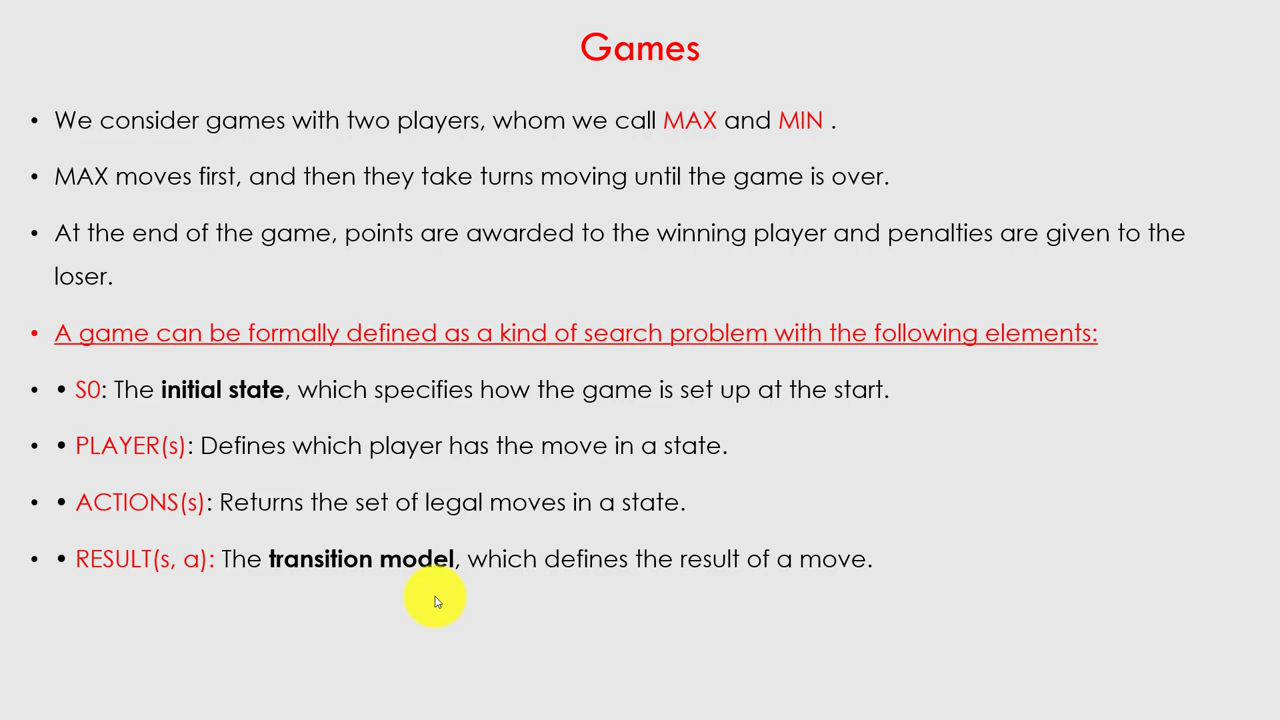 Games
• We consider games with two players, whom we call MAX and MIN .
• MAX moves first, and then they take turns moving until the game is over.
• At the end of the game, points are awarded to the winning player and penalties are given to the
loser.
• A game can be formally defined as a kind of search problem with the following elements:
• • S0: The initial state, which specifies how the game is set up at the start.
• • PLAYER(s): Defines which player has the move in a state.
• • ACTIONS(s): Returns the set of legal moves in a state.
• • RESULT(s, a): The transition model, which defines the result of a move.